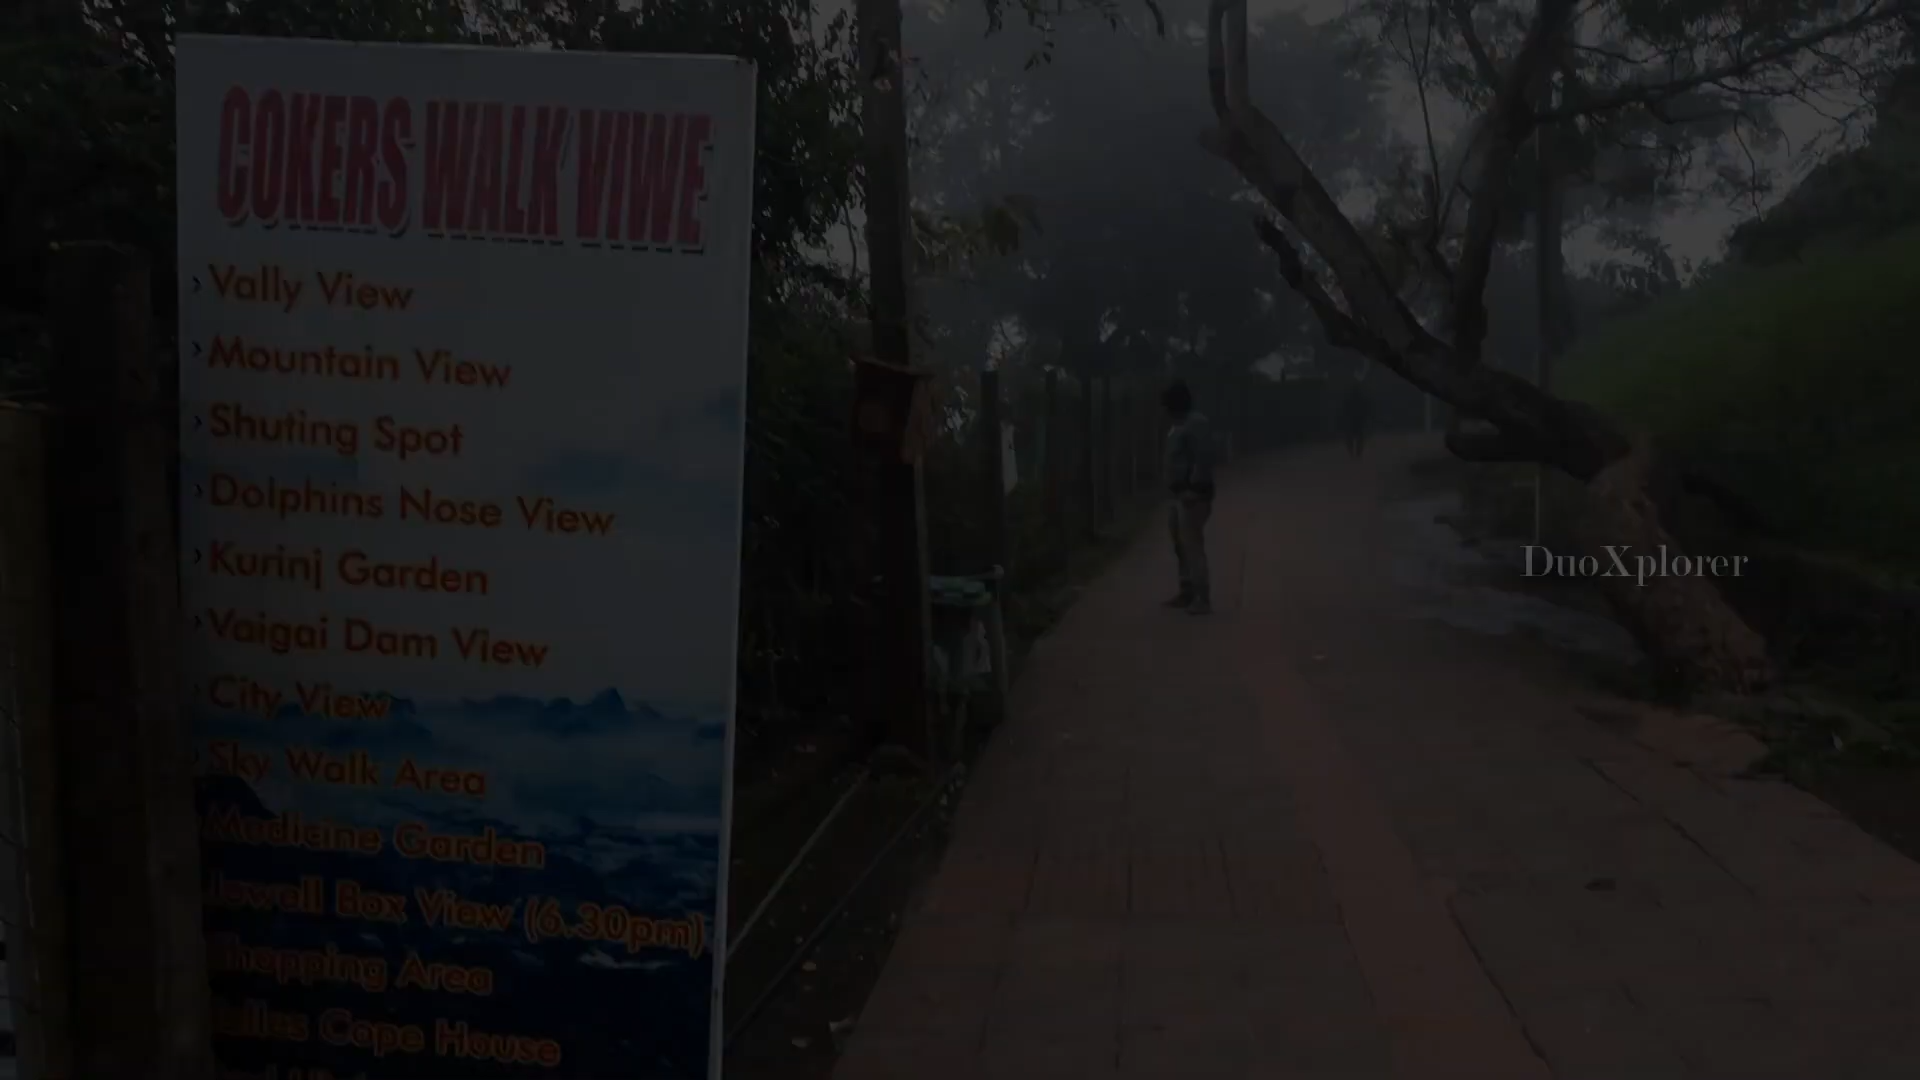 COKERS WALK VIWE
Vally View
Mountain View
Shuting Spot
Dolphins Nose View
Kurinj Garden
Vaigai Dam View
City View
Sky Walk Area
Medicine Garden
Jewell Box View (6.30pm)
Shopping Area
Cape House
DuoXplorer